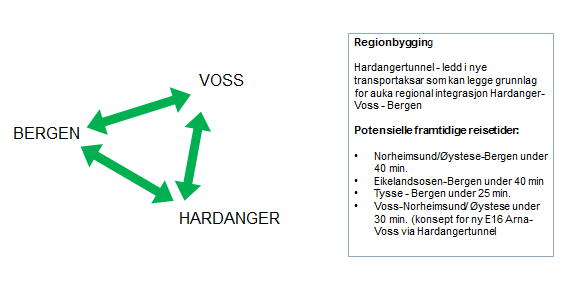 VOSS
BERGEN
HARDANGER
Regionbygging
Hardangertunnel - ledd i nye
transportaksar som kan legge grunnlag
for auka regional integrasjon Hardanger-
Voss - Bergen
Potensielle framtidige reisetider:
• Norheimsund/Øystese-Bergen under
40 min.
• Eikelandsosen-Bergen under 40 min
• Tysse - Bergen under 25 min.
• Voss-Norheimsund/ Øystese under
30 min. (konsept for ny E16 Arna-
Voss via Hardangertunnel